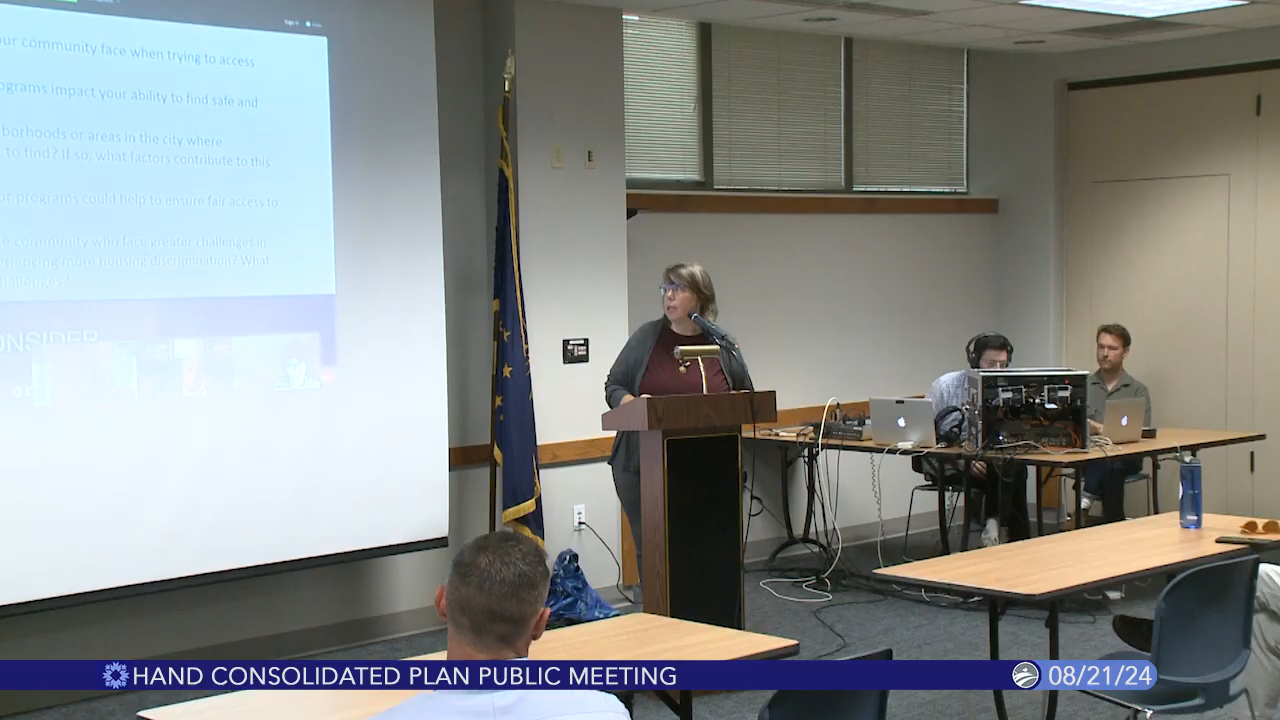 our community face when trying to access
ograms impact your ability to find safe and
borhoods or areas in the city where
to find? If so, what factors contribute to this
or programs could help to ensure fair access to
e community who face greater challenges in
eriencing more housing discrimination? What
hallenges?
ONSIDER
HAND CONSOLIDATED PLAN PUBLIC MEETING
08/21/24